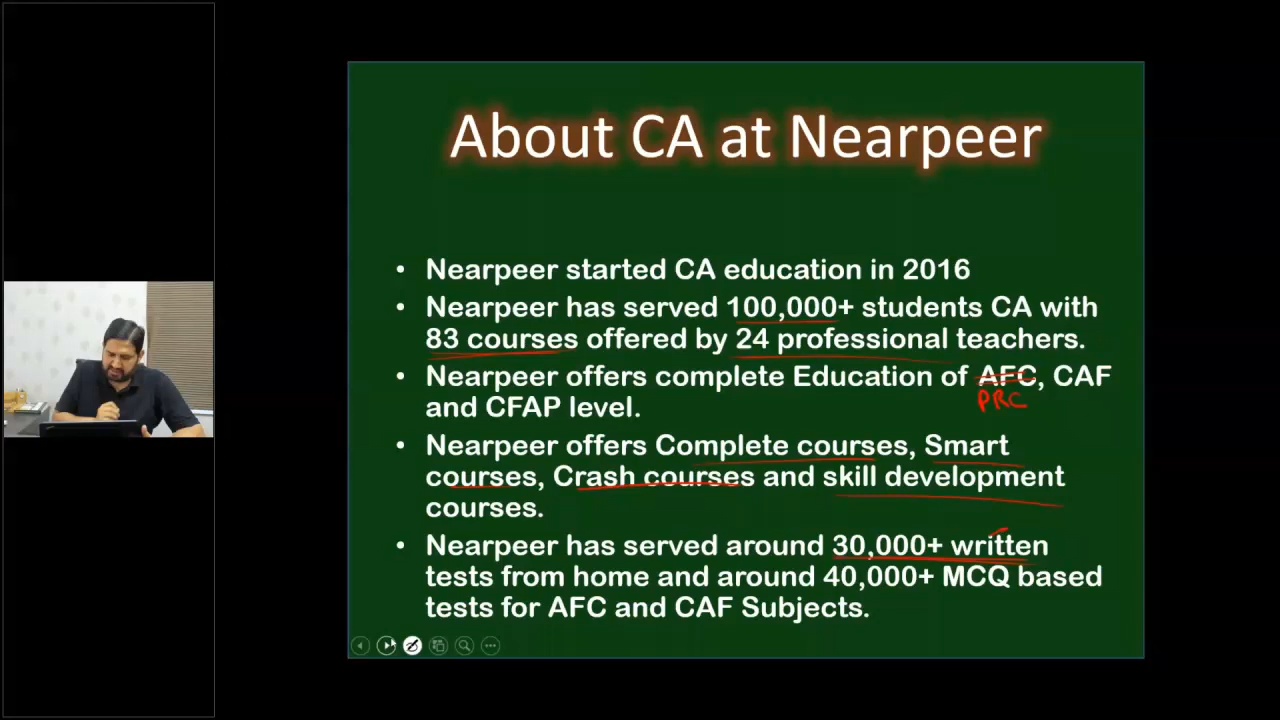 About CA at Nearpeer
• Nearpeer started CA education in 2016
• Nearpeer has served 100,000+ students CA with
83 courses offered by 24 professional teachers.
• Nearpeer offers complete Education of AFC, CAF
PRC
and CFAP level.
• Nearpeer offers Complete courses, Smart
courses, Crash courses and skill development
courses.
• Nearpeer has served around 30,000+ written
tests from home and around 40,000+ MCQ based
tests for AFC and CAF Subjects.